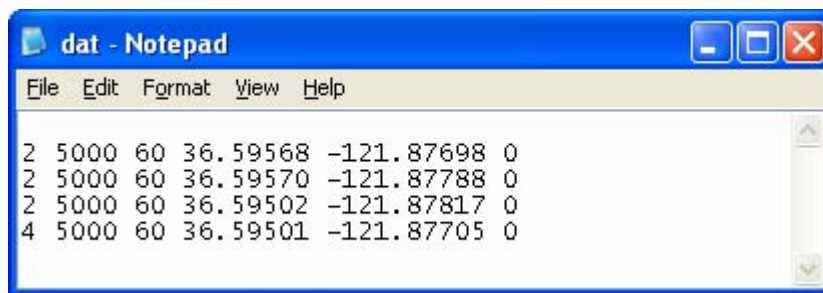 dat - Notepad
File Edit Format View Help
2 5000 60 36.59568 -121.87698 0
2 5000 60 36.59570 -121.87788 0
2 5000 60 36.59502 -121.87817 0
4 5000 60 36.59501 -121.87705 0